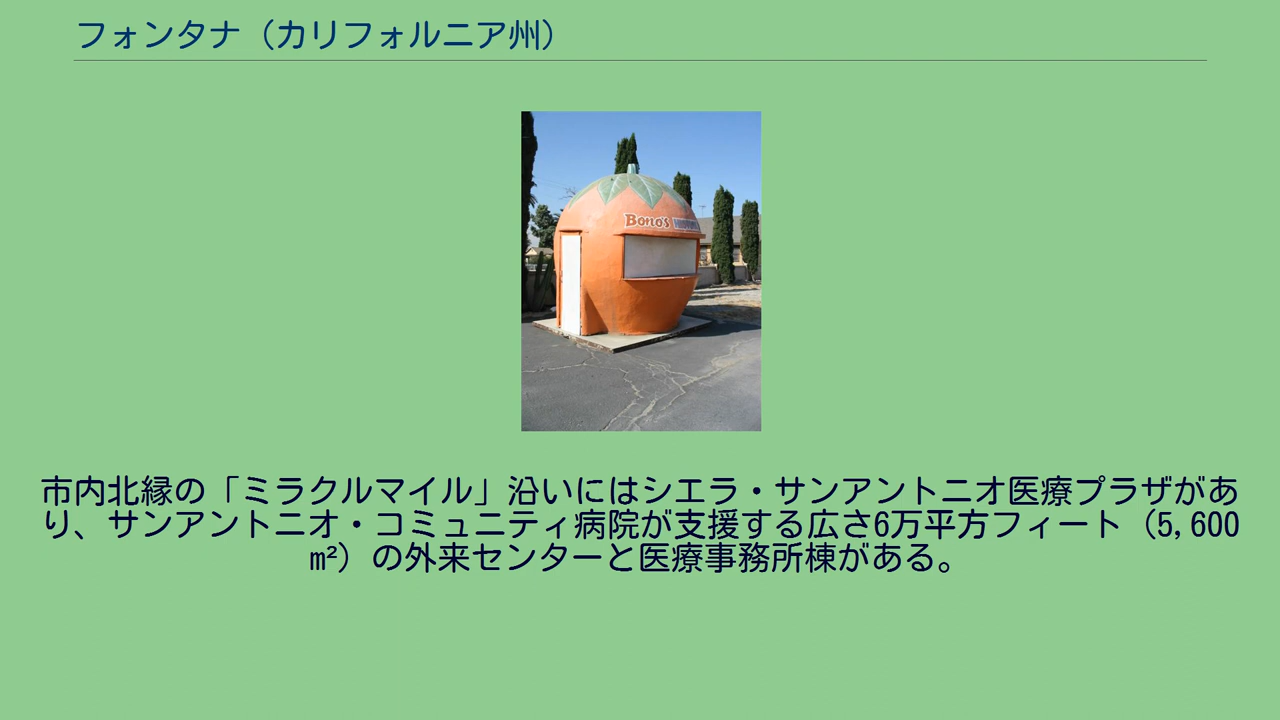 フォンタナ（カリフォルニア州）
BONO'S
市内北縁の「ミラクルマイル」沿いにはシエラ・サンアントニオ医療プラザがあ
り、サンアントニオ・コミュニティ病院が支援する広さ6万平方フィート（5,600
m²）の外来センターと医療事務所棟がある。